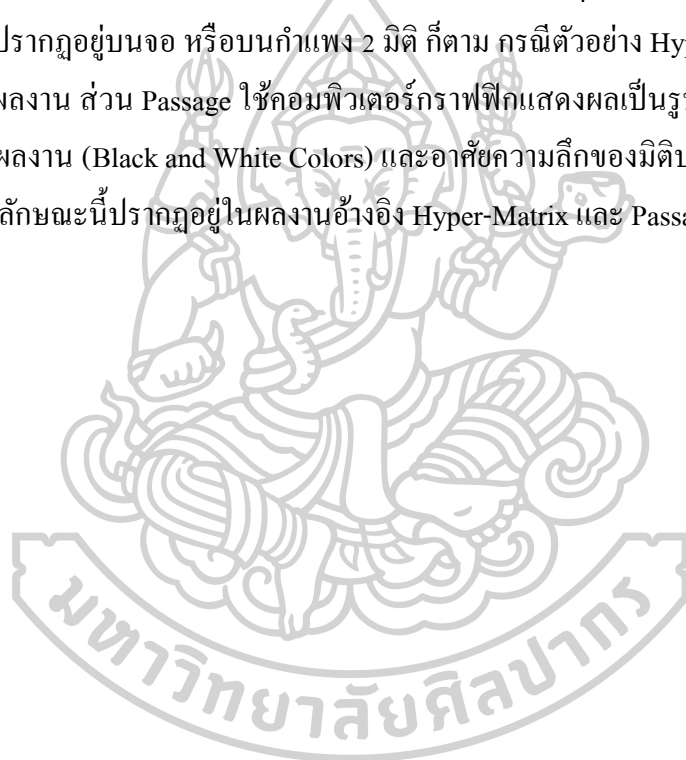 ปรากฏอยู่บนจอ หรือบนกำแพง 2 มิติ ก็ตาม กรณีตัวอย่าง Hy
ผลงาน ส่วน Passage ใช้คอมพิวเตอร์กราฟฟิกแสดงผลเป็นรู
ผลงาน (Black and White Colors) และอาศัยความลึกของมิติ
ลักษณะนี้ปรากฏอยู่ในผลงานอ้างอิง Hyper-Matrix และ Passa
มหาวิทยาลัยศิลปากร